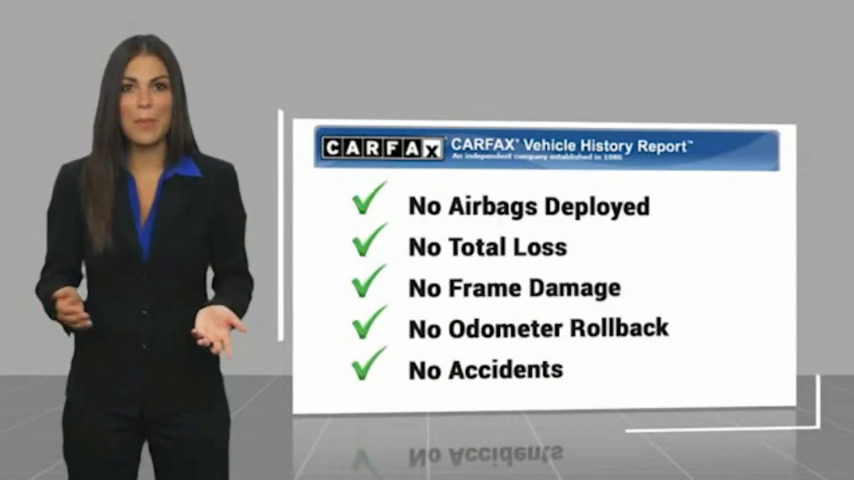 CARFAX
CARFAX® Vehicle History Report™
An independent company established in 1986
No Airbags Deployed
No Total Loss
No Frame Damage
No Odometer Rollback
No Accidents
No Accidents